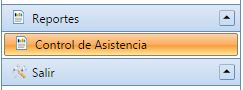 Reportes
Control de Asistencia
Salir